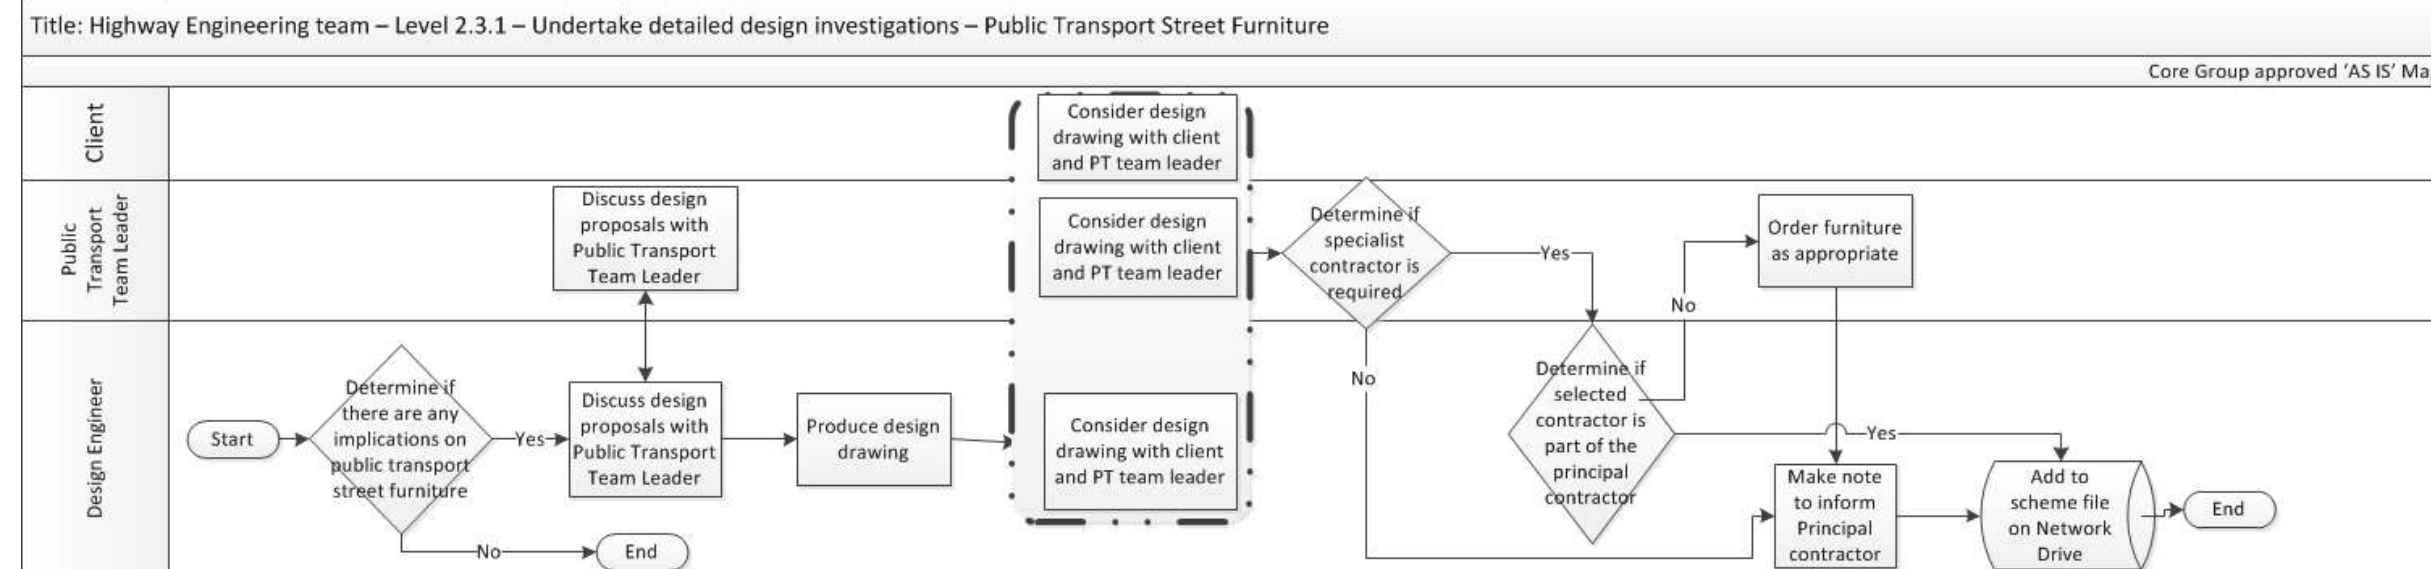 Title: Highway Engineering team – Level 2.3.1 – Undertake detailed design investigations – Public Transport Street Furniture
Core Group approved ‘AS IS’ Ma
Client
Consider design
drawing with client
and PT team leader
Public
Transport
Team Leader
Discuss design
proposals with
Public Transport
Team Leader
Consider design
drawing with client
and PT team leader
Determine if
specialist
contractor is
required
Yes
No
Order furniture
as appropriate
Design Engineer
Start
Determine if
there are any
implications on
public transport
street furniture
Yes
No
End
Discuss design
proposals with
Public Transport
Team Leader
Produce design
drawing
Consider design
drawing with client
and PT team leader
No
Determine if
selected
contractor is
part of the
principal
contractor
Yes
Make note
to inform
Principal
contractor
Add to
scheme file
on Network
Drive
End